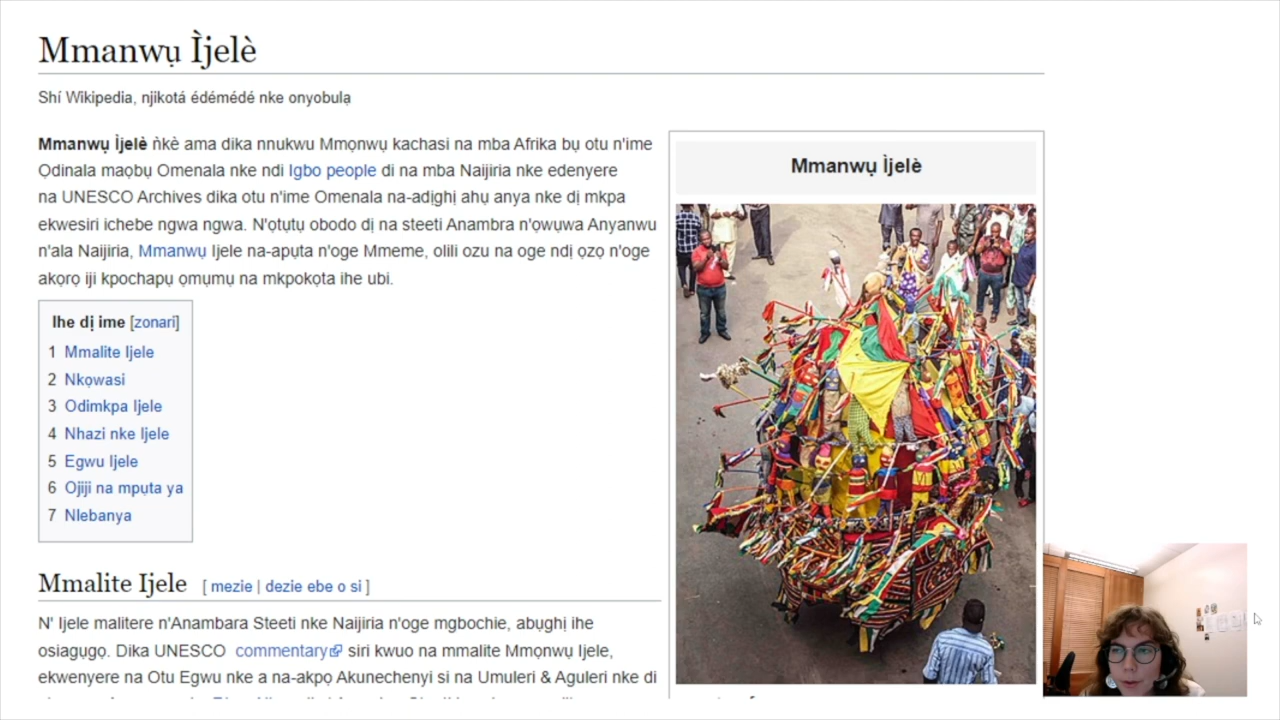 Mmanwụ Ìjelè
Shí Wikipedia, njikotá édémédé nke onyobulạ
Mmanwụ Ìjelè ǹkè ama dika nnukwu Mmọnwụ kachasi na mba Afrika bụ otu n'ime
Ọdinala maọbụ Omenala nke ndi Igbo people di na mba Naijiria nke edenyere
na UNESCO Archives dika otu n'ime Omenala na-adịghị ahụ anya nke dị mkpa
ekwesiri ichebe ngwa ngwa. N'ọtụtụ obodo dị na steeti Anambra n'ọwụwa Anyanwu
n'ala Naijiria, Mmanwụ Ijele na-apụta n'oge Mmeme, olili ozu na oge ndị ọzọ n'oge
akọrọ iji kpochapụ ọmụmụ na mkpokọta ihe ubi.
Ihe dị ime [zonari]
1 Mmalite Ijele
2 Nkọwasi
3 Odimkpa Ijele
4 Nhazi nke Ijele
5 Egwu Ijele
6 Ojiji na mpụta ya
7 Nlebanya
Mmalite Ijele [ mezie | dezie ebe o si ]
N' Ijele malitere n'Anambara Steeti nke Naijiria n'oge mgbochie, abụghị ihe
osiagugọ. Dika UNESCO commentary siri kwuo na mmalite Mmọnwụ Ijele,
ekwenyere na Otu Egwu nke a na-akpọ Akunechenyi si na Umuleri & Aguleri nke di
Mmanwụ Ìjelè